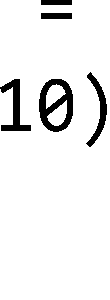 =
10)